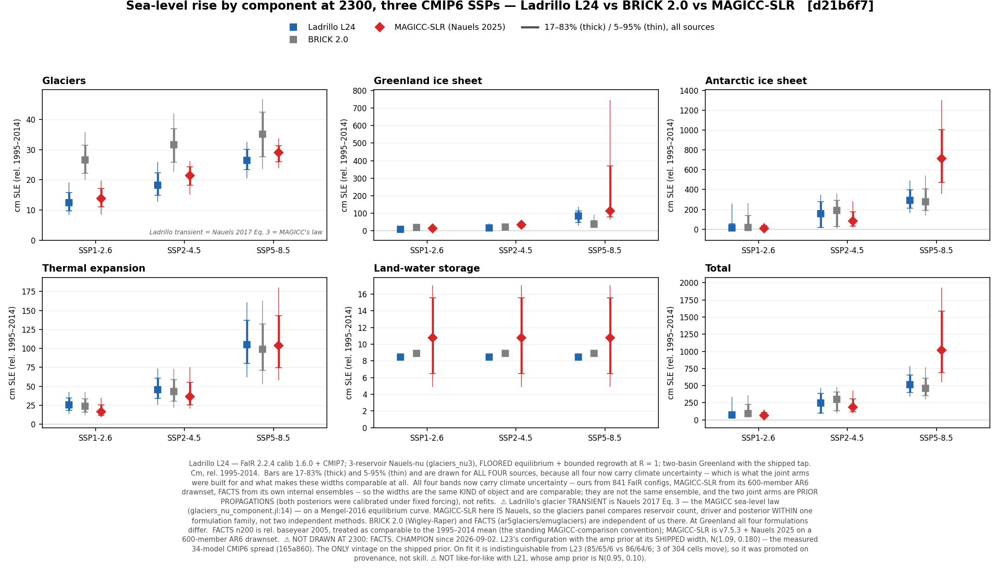 Sea-level rise by component at 2300, three CMIP6 SSPs — Ladrillo L24 vs BRICK 2.0 vs MAGICC-SLR   [d21b6f7]
Ladrillo L24
MAGICC-SLR (Nauels 2025)
17–83% (thick) / 5–95% (thin), all sources
BRICK 2.0
Glaciers
cm SLE (rel. 1995–2014)
40
30
20
10
0
Ladrillo transient = Nauels 2017 Eq. 3 = MAGICC's law
SSP1-2.6
SSP2-4.5
SSP5-8.5
Greenland ice sheet
cm SLE (rel. 1995–2014)
800
700
600
500
400
300
200
100
0
SSP1-2.6
SSP2-4.5
SSP5-8.5
Antarctic ice sheet
cm SLE (rel. 1995–2014)
1400
1200
1000
800
600
400
200
0
SSP1-2.6
SSP2-4.5
SSP5-8.5
Thermal expansion
cm SLE (rel. 1995–2014)
175
150
125
100
75
50
25
0
SSP1-2.6
SSP2-4.5
SSP5-8.5
Land-water storage
cm SLE (rel. 1995–2014)
16
14
12
10
8
6
4
2
0
SSP1-2.6
SSP2-4.5
SSP5-8.5
Total
cm SLE (rel. 1995–2014)
2000
1750
1500
1250
1000
750
500
250
0
SSP1-2.6
SSP2-4.5
SSP5-8.5
Ladrillo L24 — FaIR 2.2.4 calib 1.6.0 + CMIP7; 3-reservoir Nauels-nu (glaciers_nu3), FLOORED equilibrium + bounded regrowth at R = 1; two-basin Greenland with the shipped tap.
Cm, rel. 1995-2014.  Bars are 17-83% (thick) and 5-95% (thin) and are drawn for ALL FOUR sources, because all four now carry climate uncertainty -- which is what the joint arms
were built for and what makes these widths comparable at all.  All four bands now carry climate uncertainty -- ours from 841 FaIR configs, MAGICC-SLR from its 600-member AR6
drawnset, FACTS from its own internal ensembles -- so the widths are the same KIND of object and are comparable; they are not the same ensemble, and the two joint arms are PRIOR
PROPAGATIONS (both posteriors were calibrated under fixed forcing), not refits.  ⚠ Ladrillo's glacier TRANSIENT is Nauels 2017 Eq. 3 — the MAGICC sea-level law
(glaciers_nu_component.jl:14) — on a Mengel-2016 equilibrium curve. MAGICC-SLR here IS Nauels, so the glaciers panel compares reservoir count, driver and posterior WITHIN one
formulation family, not two independent methods. BRICK 2.0 (Wigley-Raper) and FACTS (ar5glaciers/emuglaciers) are independent of us there. At Greenland all four formulations
differ.  FACTS n200 is rel. baseyear 2005, treated as comparable to the 1995–2014 mean (the standing MAGICC-comparison convention); MAGICC-SLR is v7.5.3 + Nauels 2025 on a
600-member AR6 drawnset.  ⚠ NOT DRAWN AT 2300: FACTS. CHAMPION since 2026-09-02. L23's configuration with the amp prior at its SHIPPED width, N(1.09, 0.180) -- the measured
34-model CMIP6 spread (165a860). The ONLY vintage on the shipped prior. On fit it is indistinguishable from L23 (85/65/6 vs 86/64/6; 3 of 304 cells move), so it was promoted on
provenance, not skill. ⚠ NOT like-for-like with L21, whose amp prior is N(0.95, 0.10).